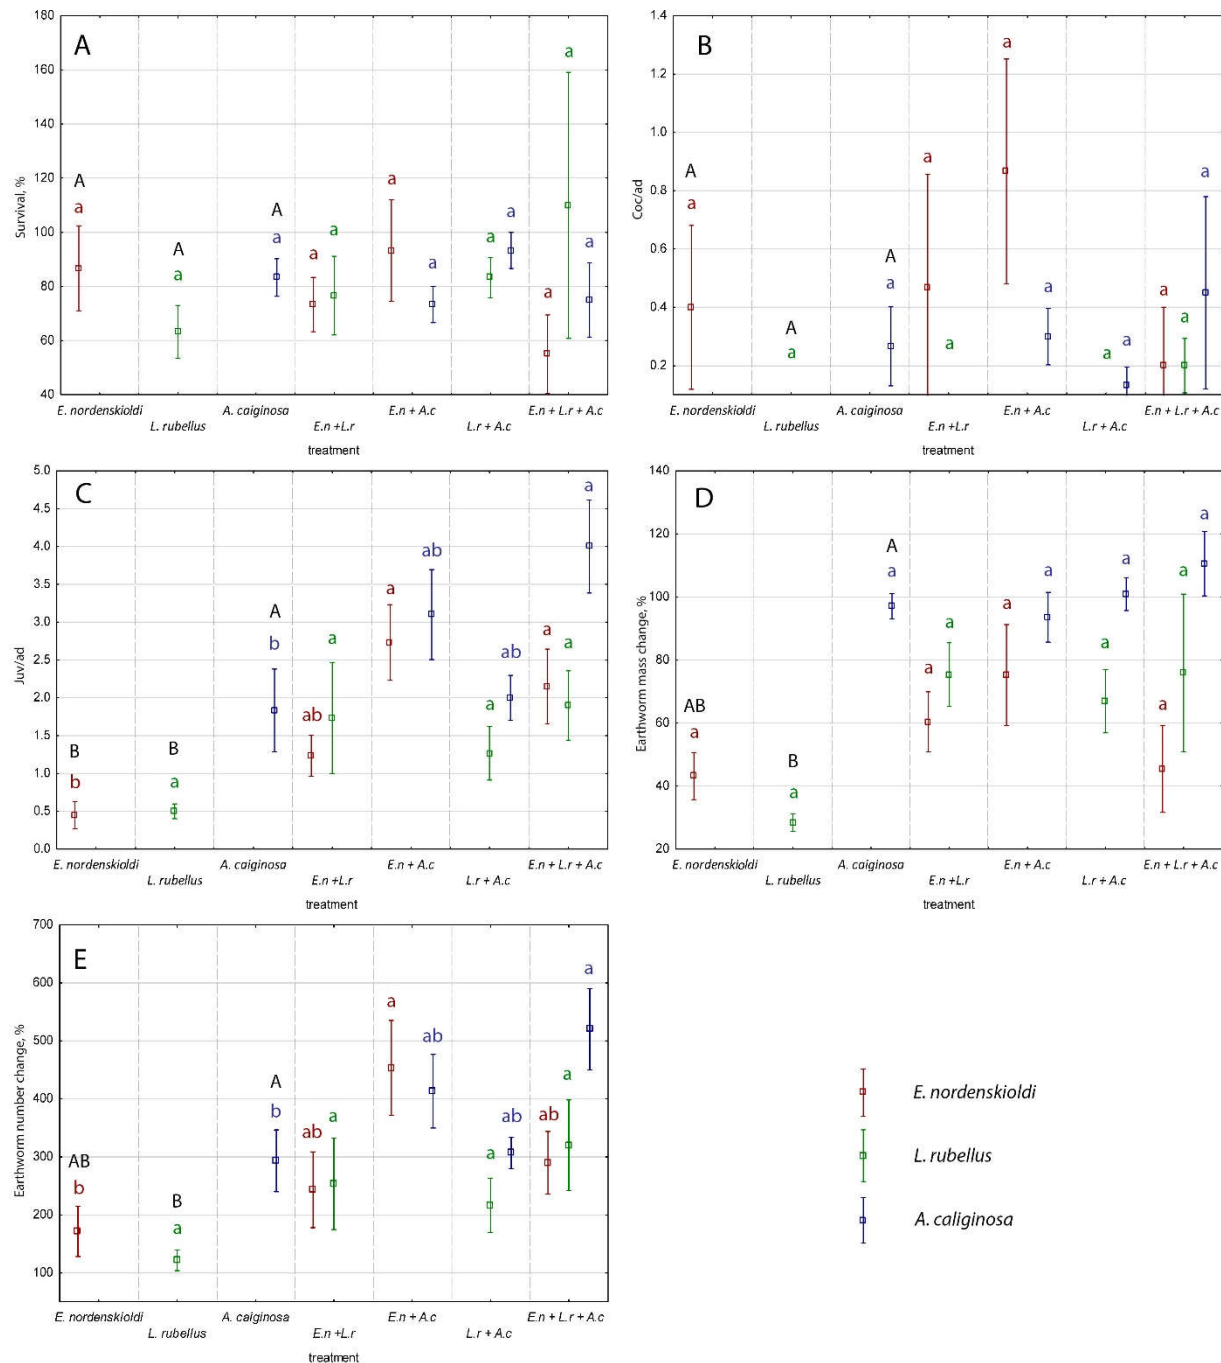 A
Survival, %
180
160
140
120
100
80
60
40
A
a
A
a
A
a
a
a
a
a
a
a
a
a
a
E. nordenskioldi
L. rubellus
A. caiginosa
E.n +L.r
E.n + A.c
L.r + A.c
E.n + L.r + A.c
treatment
B
Coc/ad
1.4
1.2
1.0
0.8
0.6
0.4
0.2
A
a
A
a
A
a
a
a
a
a
a
a
a
a
a
E. nordenskioldi
L. rubellus
A. caiginosa
E.n +L.r
E.n + A.c
L.r + A.c
E.n + L.r + A.c
treatment
C
Juv/ad
5.0
4.5
4.0
3.5
3.0
2.5
2.0
1.5
1.0
0.5
0.0
B
b
B
a
A
b
ab
a
a
ab
a
ab
a
a
a
E. nordenskioldi
L. rubellus
A. caiginosa
E.n +L.r
E.n + A.c
L.r + A.c
E.n + L.r + A.c
treatment
D
Earthworm mass change, %
140
120
100
80
60
40
20
AB
a
B
a
A
a
a
a
a
a
a
a
a
a
a
E. nordenskioldi
L. rubellus
A. caiginosa
E.n +L.r
E.n + A.c
L.r + A.c
E.n + L.r + A.c
treatment
E
Earthworm number change, %
700
600
500
400
300
200
100
AB
b
B
a
A
b
ab
a
a
ab
a
ab
ab
a
a
E. nordenskioldi
L. rubellus
A. caiginosa
E.n +L.r
E.n + A.c
L.r + A.c
E.n + L.r + A.c
treatment
E. nordenskioldi
L. rubellus
A. caliginosa